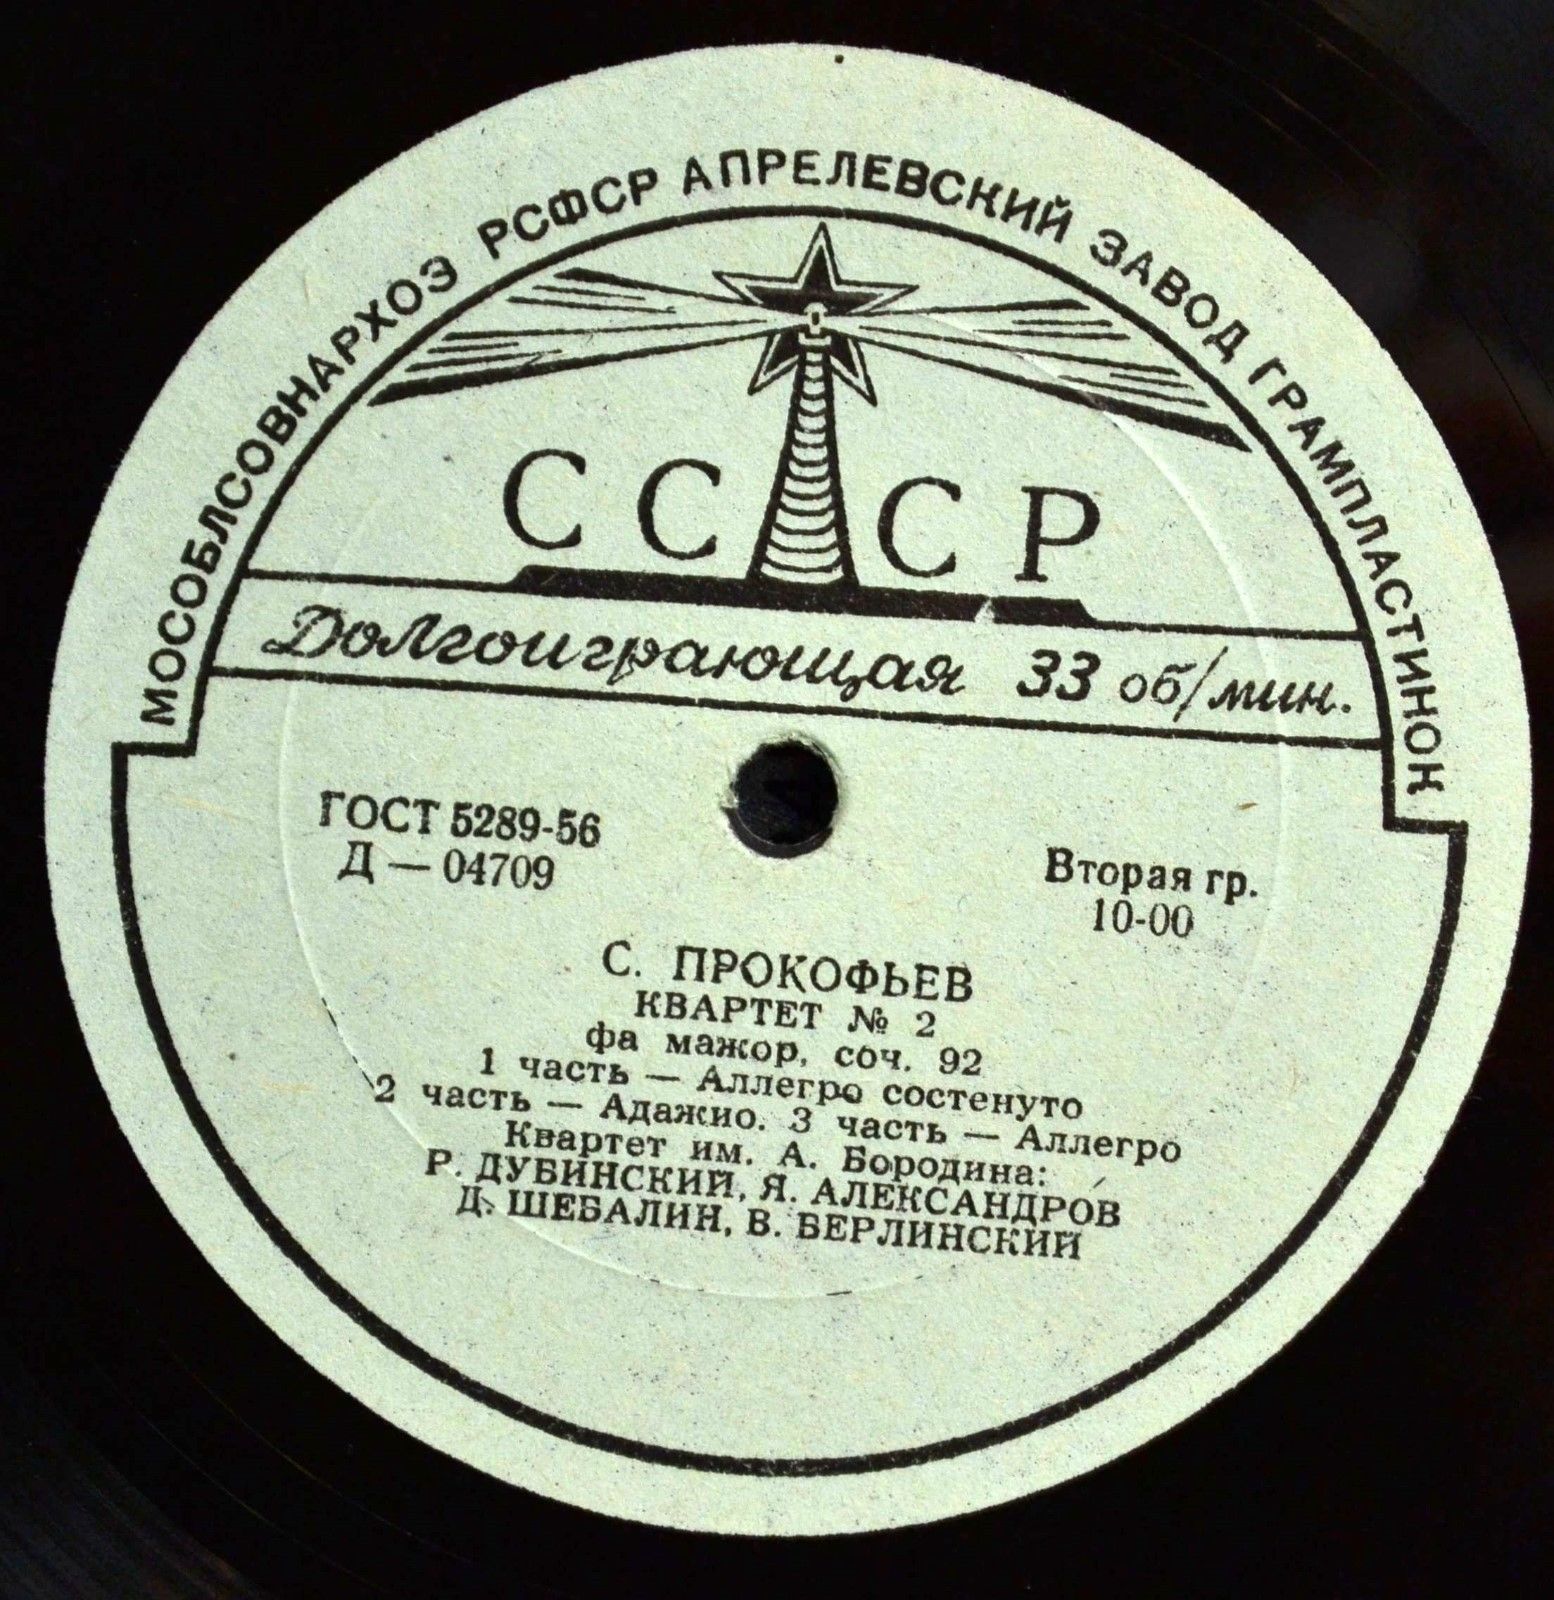 МОСОБЛСОВНАРХОЗ РСФСР АПРЕЛЕВСКИЙ ЗАВОД ГРАМПЛАСТИНОК
СССР
Долгоиграющая 33 об/мин.
ГОСТ 5289-56
Д — 04709
Вторая гр.
10-00
С. ПРОКОФЬЕВ
КВАРТЕТ № 2
фа мажор, соч. 92
1 часть — Аллегро состенуто
2 часть — Адажио. 3 часть — Аллегро
Квартет им. А. Бородина:
Р. ДУБИНСКИЙ, Я. АЛЕКСАНДРОВ
Д. ШЕБАЛИН, В. БЕРЛИНСКИЙ